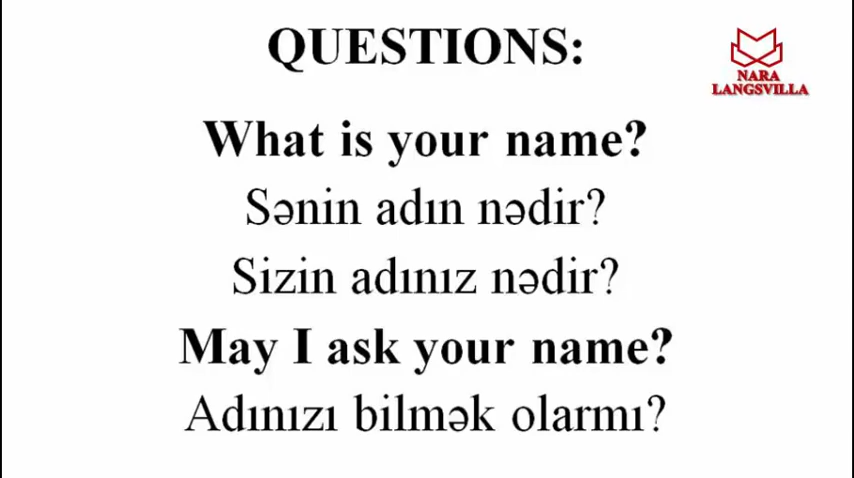 QUESTIONS:
NARA
LANGSVILLA
What is your name?
Sənin adın nədir?
Sizin adınız nədir?
May I ask your name?
Adınızı bilmək olarmı?